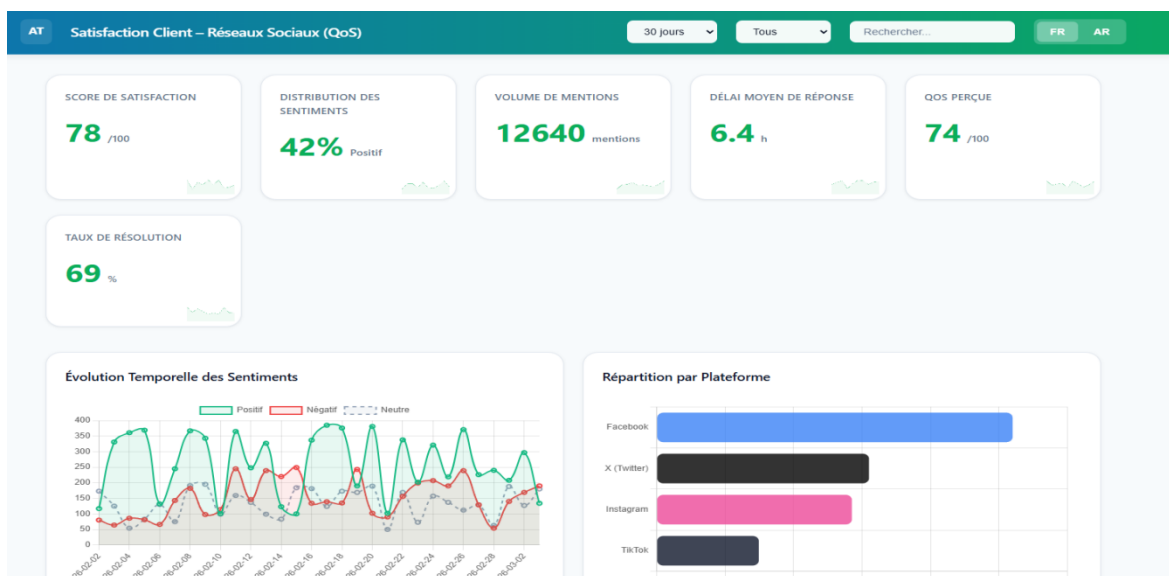 AT Satisfaction Client – Réseaux Sociaux (QoS) 30 jours Tous Rechercher... FR AR
SCORE DE SATISFACTION
78 /100
DISTRIBUTION DES
SENTIMENTS
42% Positif
VOLUME DE MENTIONS
12640 mentions
DÉLAI MOYEN DE RÉPONSE
6.4 h
QOS PERÇUE
74 /100
TAUX DE RÉSOLUTION
69 %
Évolution Temporelle des Sentiments
Positif Négatif Neutre
400
350
300
250
200
150
100
50
0
Répartition par Plateforme
Facebook
X (Twitter)
Instagram
TikTok